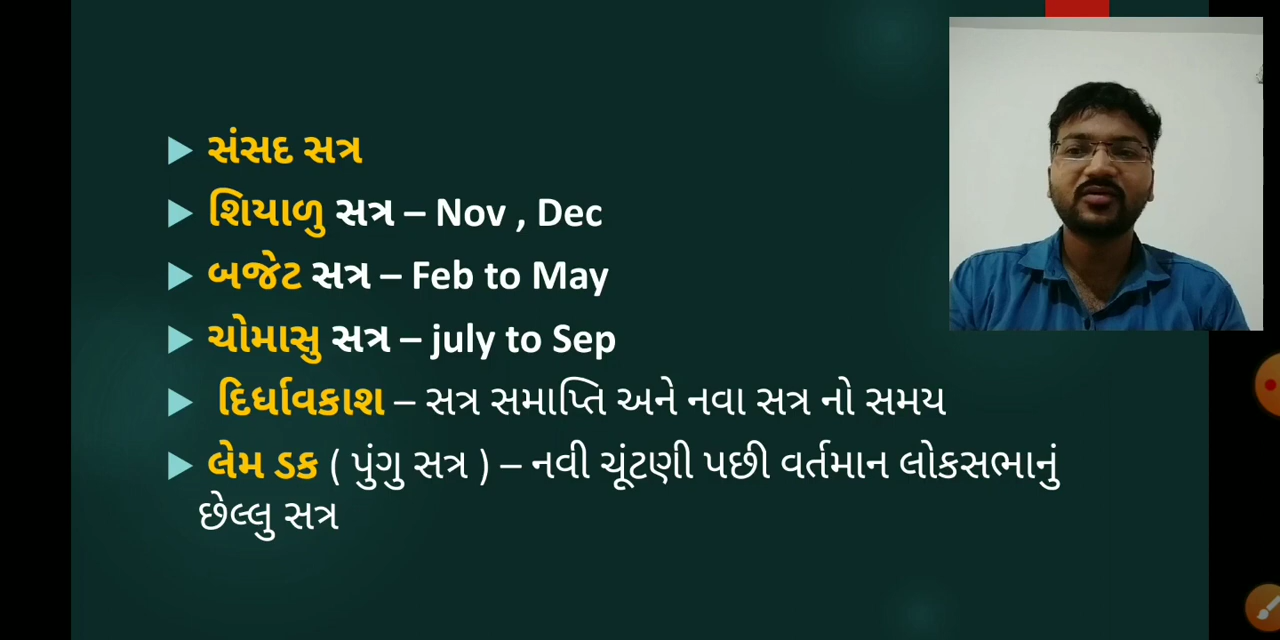 સંસદ સત્ર
શિયાળુ સત્ર – Nov , Dec
બજેટ સત્ર – Feb to May
ચોમાસુ સત્ર – july to Sep
દિર્ધાવકાશ – સત્ર સમાપ્તિ અને નવા સત્ર નો સમય
લેમ ડક ( પુંગુ સત્ર ) – નવી ચૂંટણી પછી વર્તમાન લોકસભાનું
છેલ્લુ સત્ર